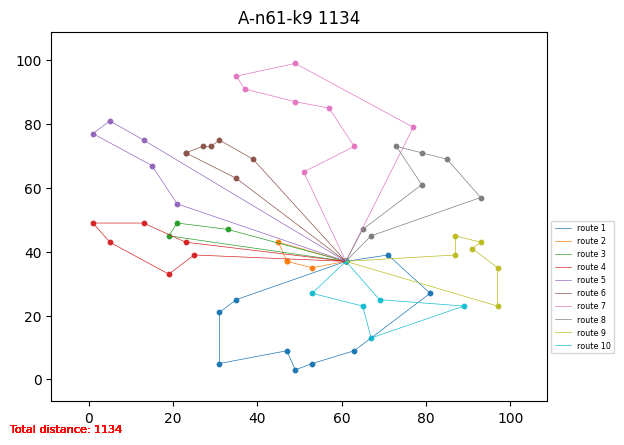 A-n61-k9 1134
100
80
60
40
20
0
0 20 40 60 80 100
route 1
route 2
route 3
route 4
route 5
route 6
route 7
route 8
route 9
route 10
Total distance: 1134